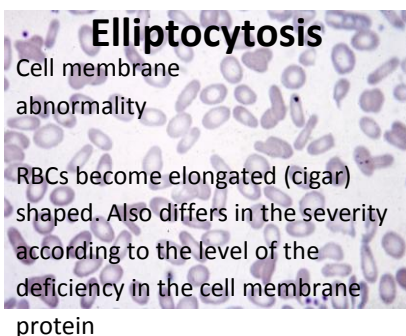 Elliptocytosis
Cell membrane
abnormality
RBCs become elongated (cigar)
shaped. Also differs in the severity
according to the level of the
deficiency in the cell membrane
protein